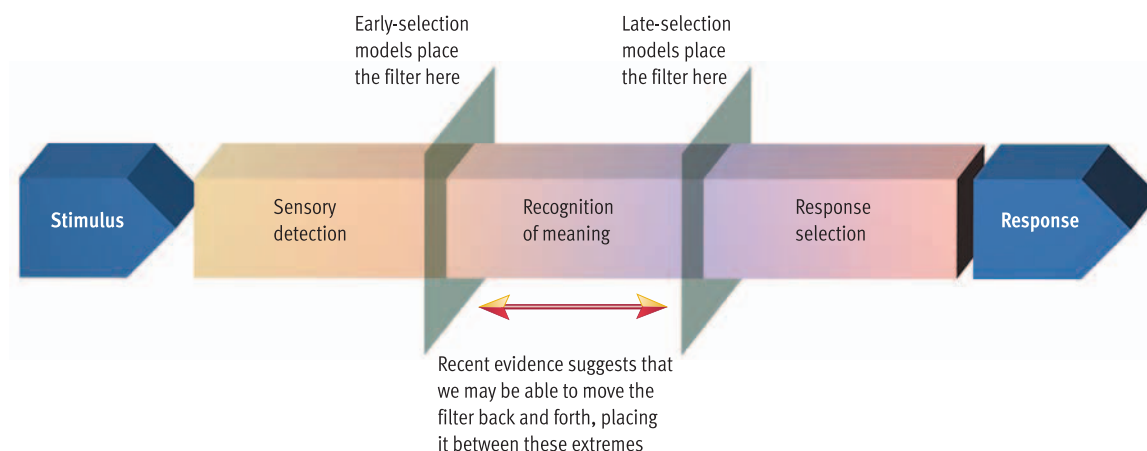 Early-selection
models place
the filter here
Late-selection
models place
the filter here
Stimulus
Sensory
detection
Recognition
of meaning
Response
selection
Response
Recent evidence suggests that
we may be able to move the
filter back and forth, placing
it between these extremes